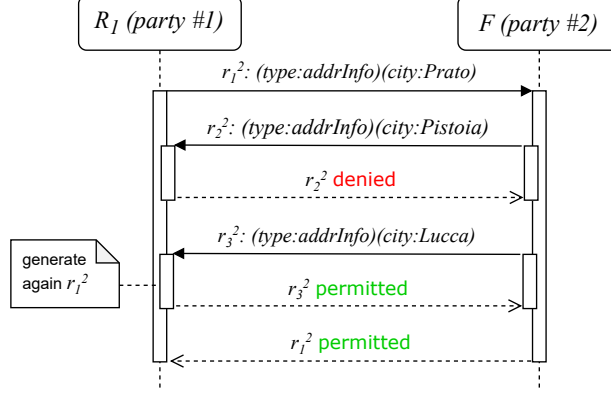 R₁ (party #1) F (party #2)
r₁²: (type:addrInfo)(city:Prato)
r₂²: (type:addrInfo)(city:Pistoia)
r₂² denied
r₃²: (type:addrInfo)(city:Lucca)
generate
again r₁²
r₃² permitted
r₁² permitted